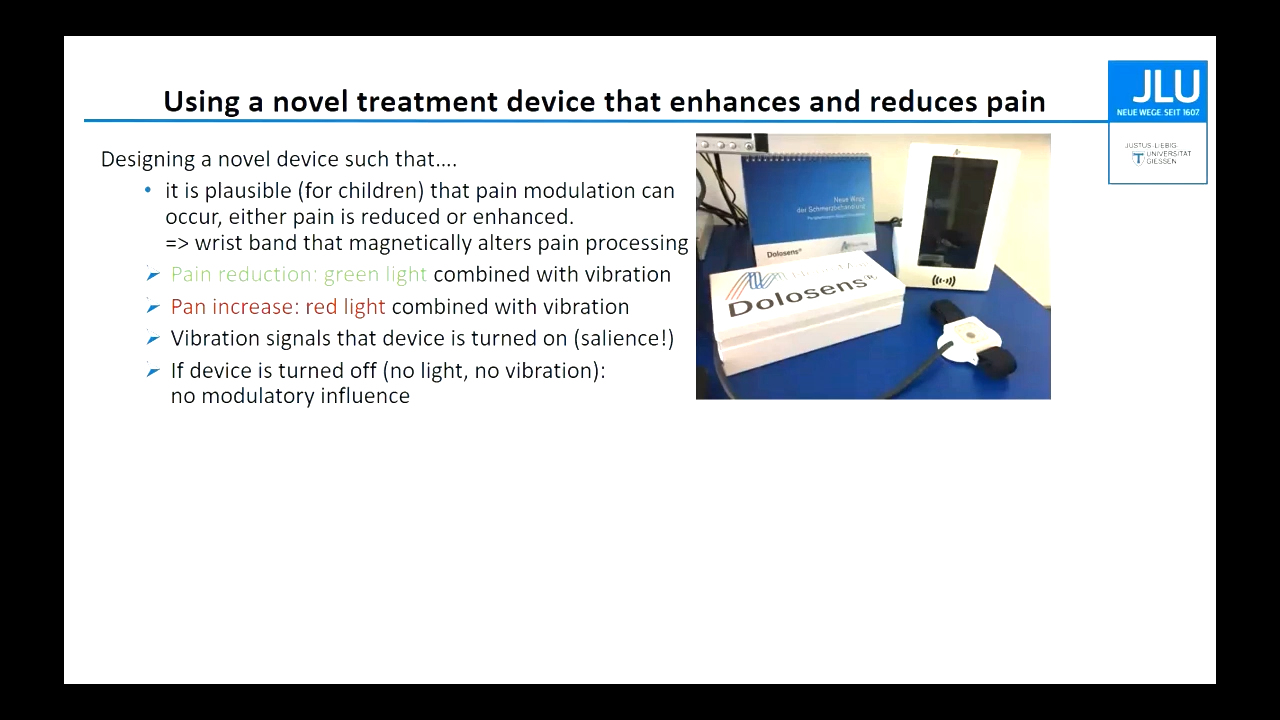 Using a novel treatment device that enhances and reduces pain
JLU
NEUE WEGE. SEIT 1607.
JUSTUS-LIEBIG-
UNIVERSITÄT
GIESSEN
Designing a novel device such that....
• it is plausible (for children) that pain modulation can
occur, either pain is reduced or enhanced.
=> wrist band that magnetically alters pain processing
Pain reduction: green light combined with vibration
Pan increase: red light combined with vibration
Vibration signals that device is turned on (salience!)
If device is turned off (no light, no vibration):
no modulatory influence
Neue Wege
der Schmerzbehandlung
Dolosens®
Dolosens®